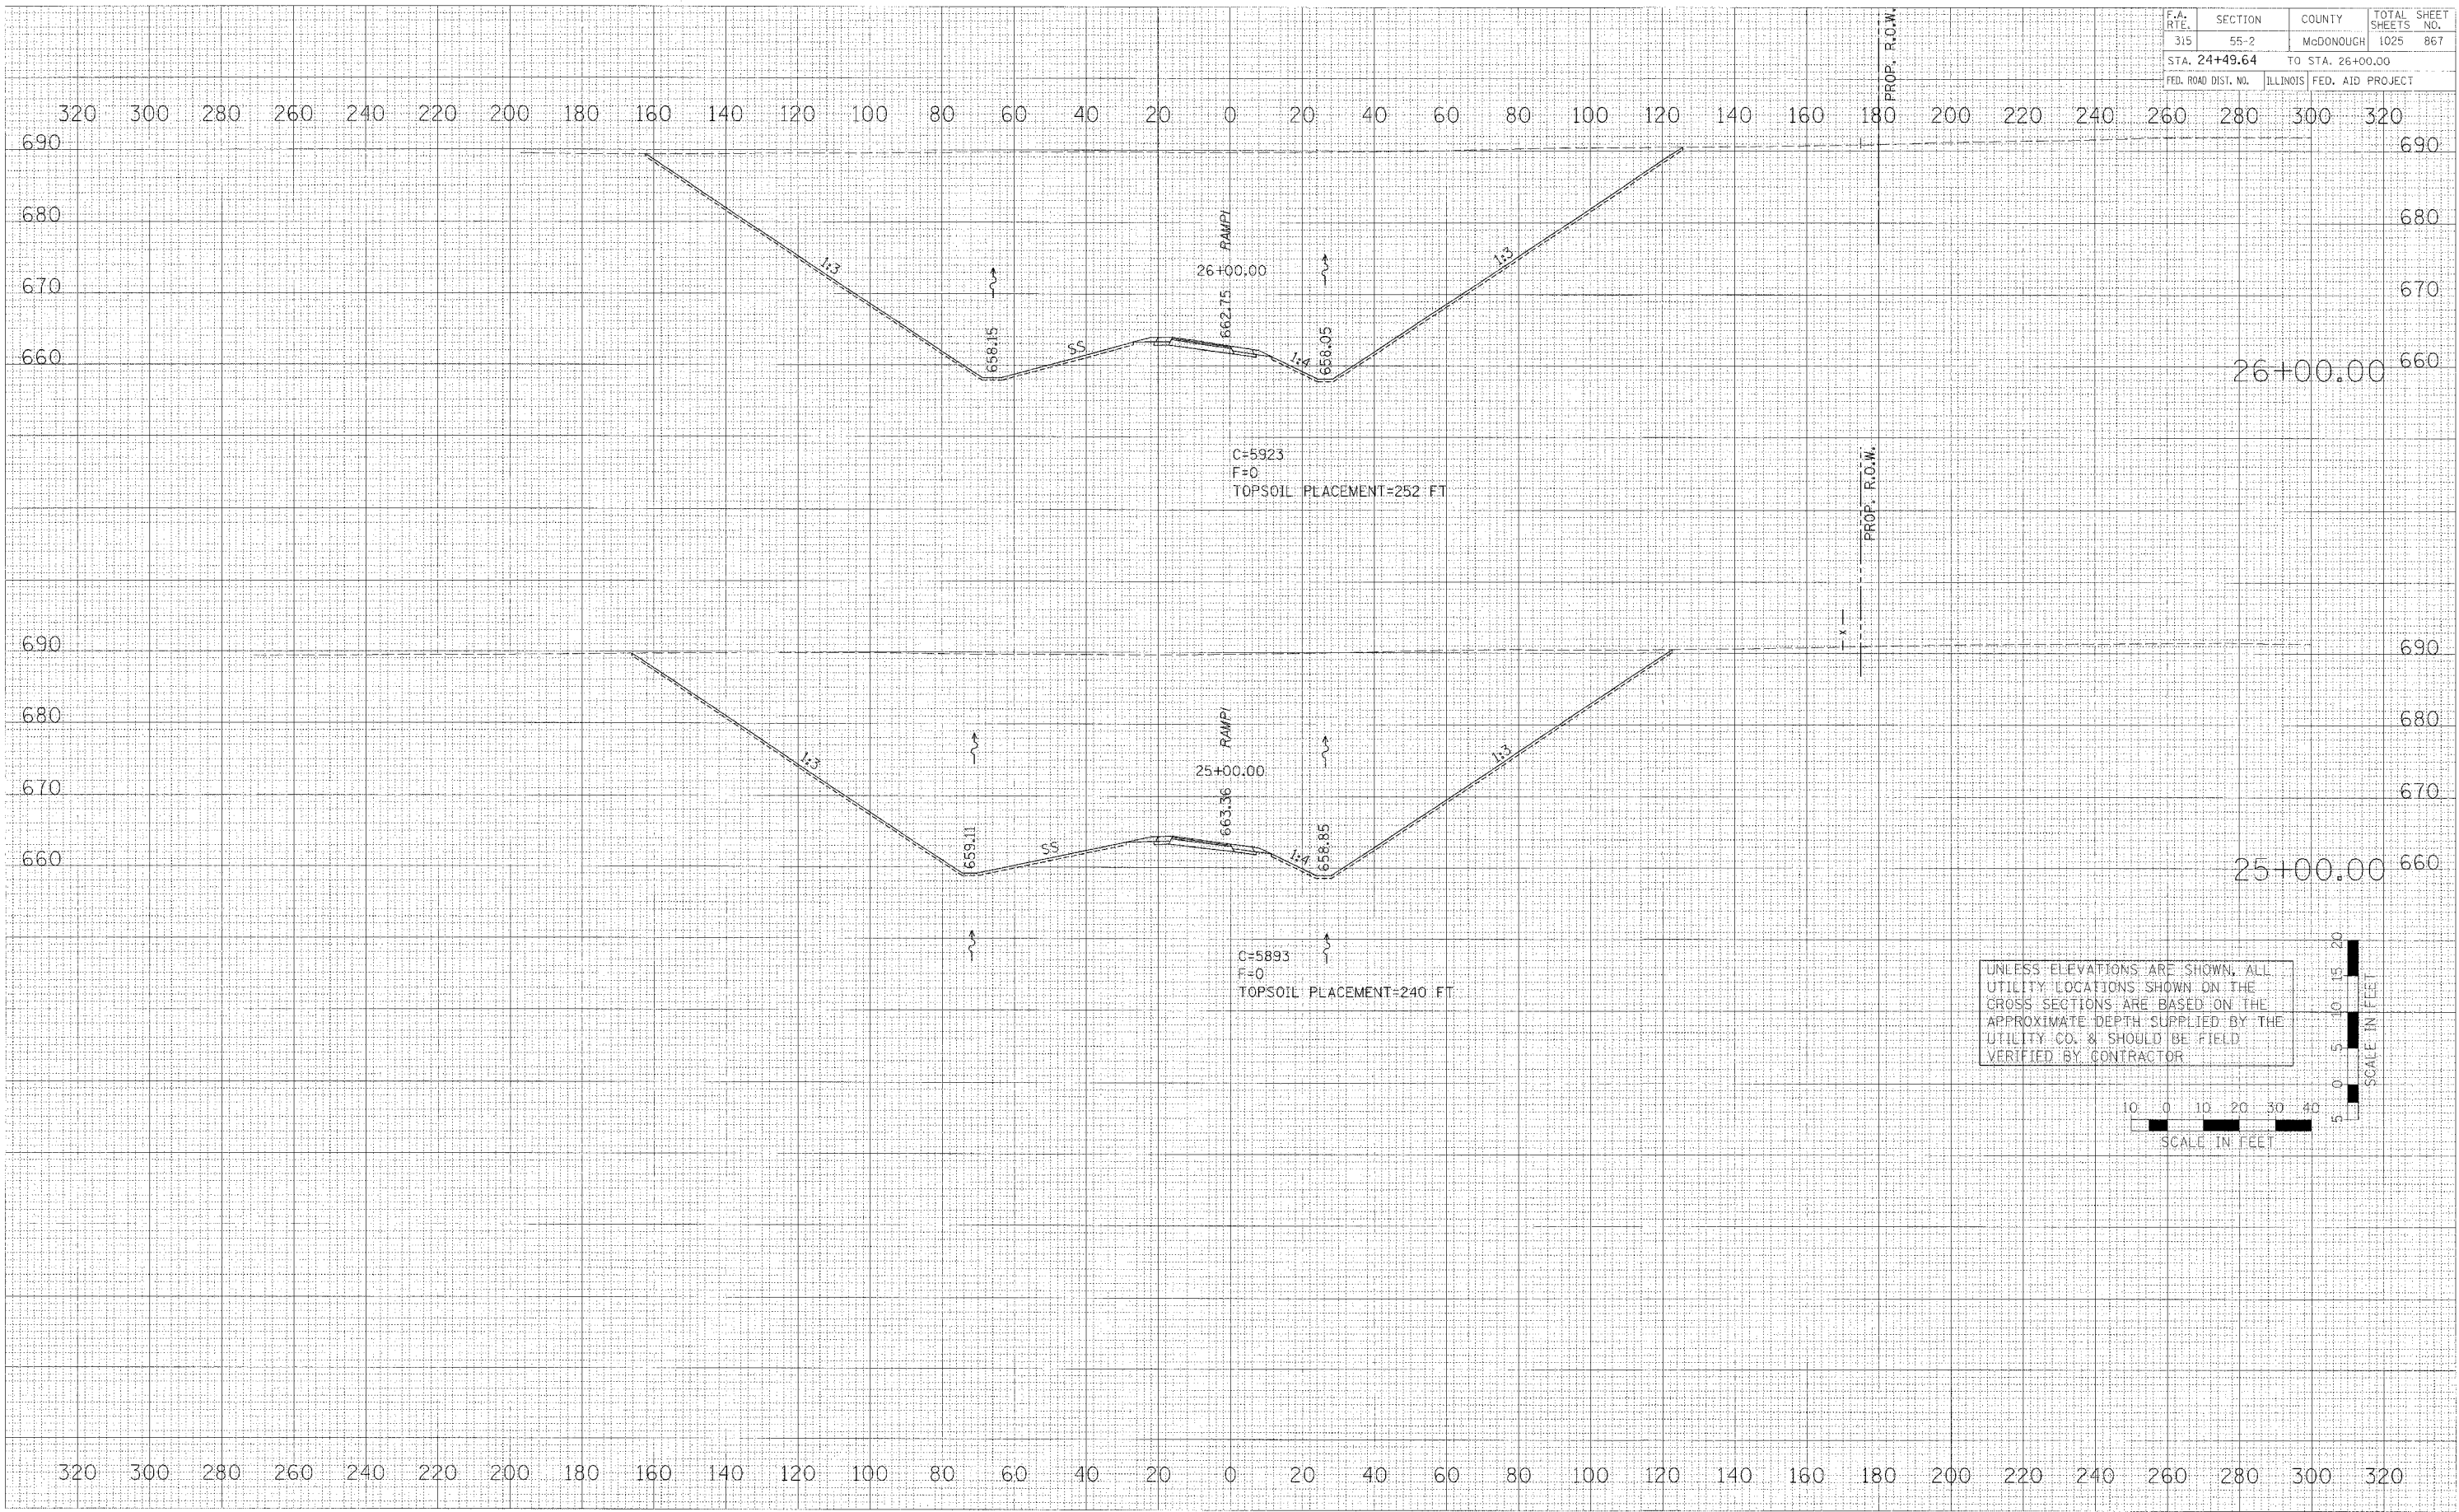 F.A. RTE. SECTION COUNTY TOTAL SHEETS SHEET NO.
315 55-2 McDONOUGH 1025 867
STA. 24+49.64 TO STA. 26+00.00
FED. ROAD DIST. NO. ILLINOIS FED. AID PROJECT
PROP. R.O.W.
320 300 280 260 240 220 200 180 160 140 120 100 80 60 40 20 0 20 40 60 80 100 120 140 160 180 200 220 240 260 280 300 320
690 690
680 680
RAMPI
1:3 26+00.00 1:3
670 670
658.15 662.75 658.05
SS 1:4
660 26+00.00 660
C=5923
F=0
TOPSOIL PLACEMENT=252 FT
PROP. R.O.W.
x
690 690
680 680
RAMPI
1:3 25+00.00 1:3
670 670
659.11 663.36 658.85
SS 1:4
660 25+00.00 660
C=5893
F=0
TOPSOIL PLACEMENT=240 FT
UNLESS ELEVATIONS ARE SHOWN, ALL
UTILITY LOCATIONS SHOWN ON THE
CROSS SECTIONS ARE BASED ON THE
APPROXIMATE DEPTH SUPPLIED BY THE
UTILITY CO. & SHOULD BE FIELD
VERIFIED BY CONTRACTOR
5 0 5 10 15 20
SCALE IN FEET
10 0 10 20 30 40
SCALE IN FEET
320 300 280 260 240 220 200 180 160 140 120 100 80 60 40 20 0 20 40 60 80 100 120 140 160 180 200 220 240 260 280 300 320